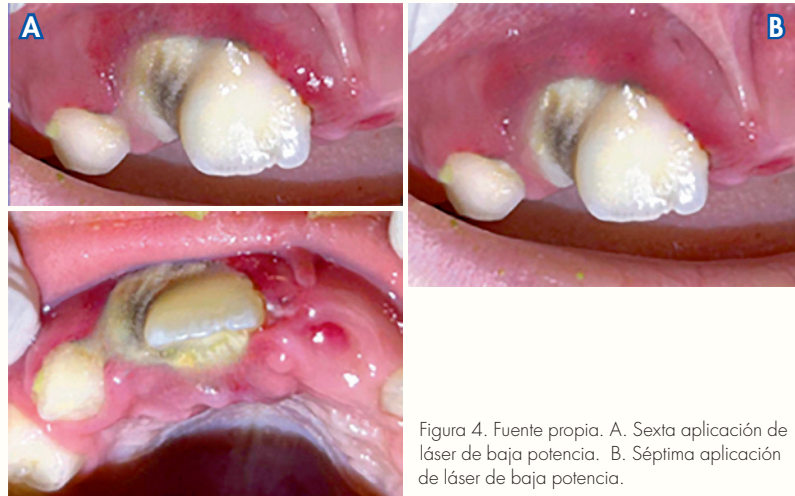 A
B
Figura 4. Fuente propia. A. Sexta aplicación de
láser de baja potencia.  B. Séptima aplicación
de láser de baja potencia.